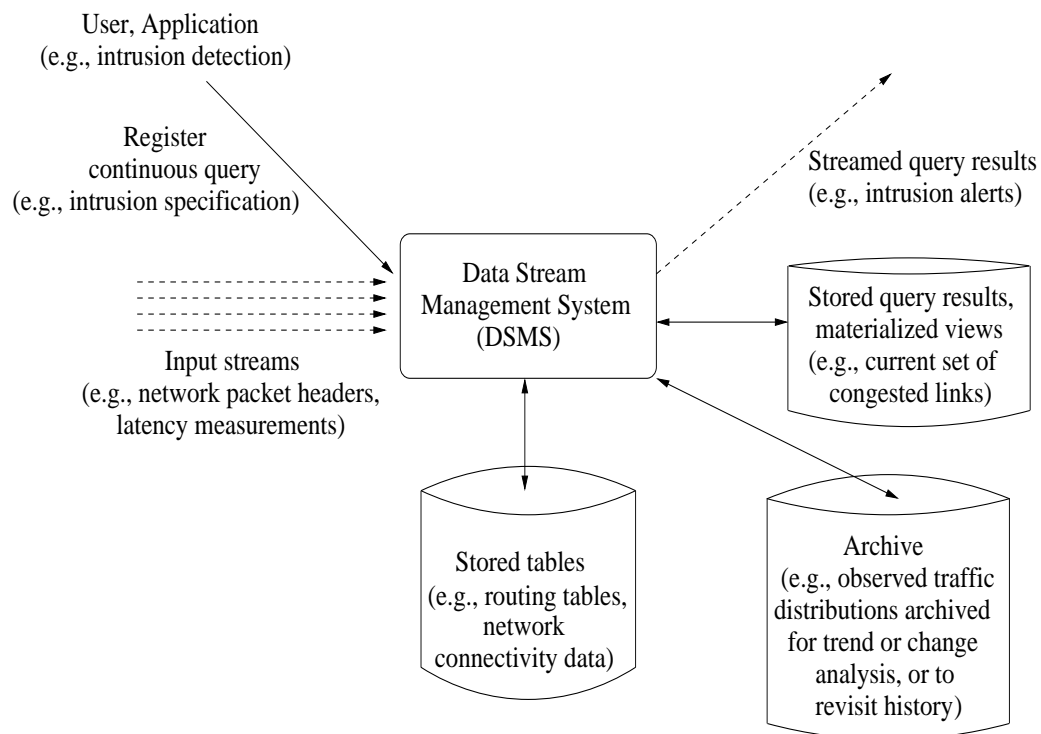 User, Application
(e.g., intrusion detection)
Register
continuous query
(e.g., intrusion specification)
Streamed query results
(e.g., intrusion alerts)
Data Stream
Management System
(DSMS)
Input streams
(e.g., network packet headers,
latency measurements)
Stored query results,
materialized views
(e.g., current set of
congested links)
Stored tables
(e.g., routing tables,
network
connectivity data)
Archive
(e.g., observed traffic
distributions archived
for trend or change
analysis, or to
revisit history)